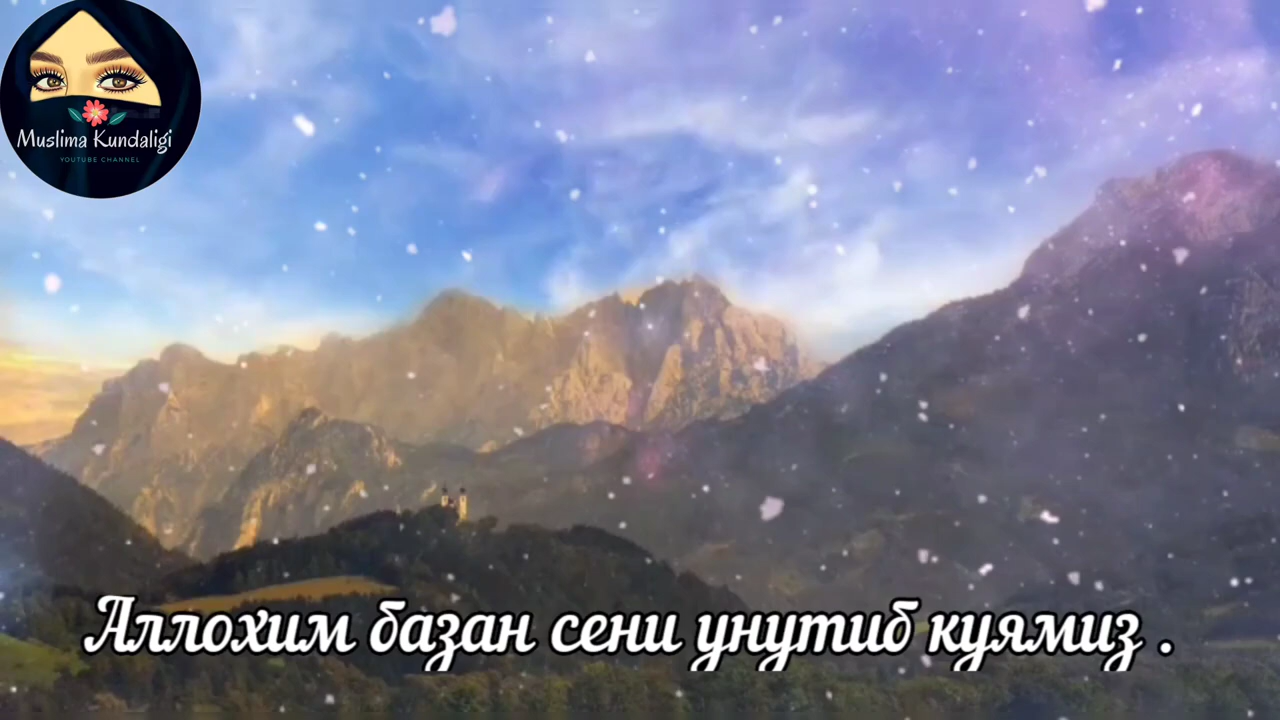 Muslima Kundaligi
YOUTUBE CHANNEL
Аллохим базан сени унутиб куямиз .